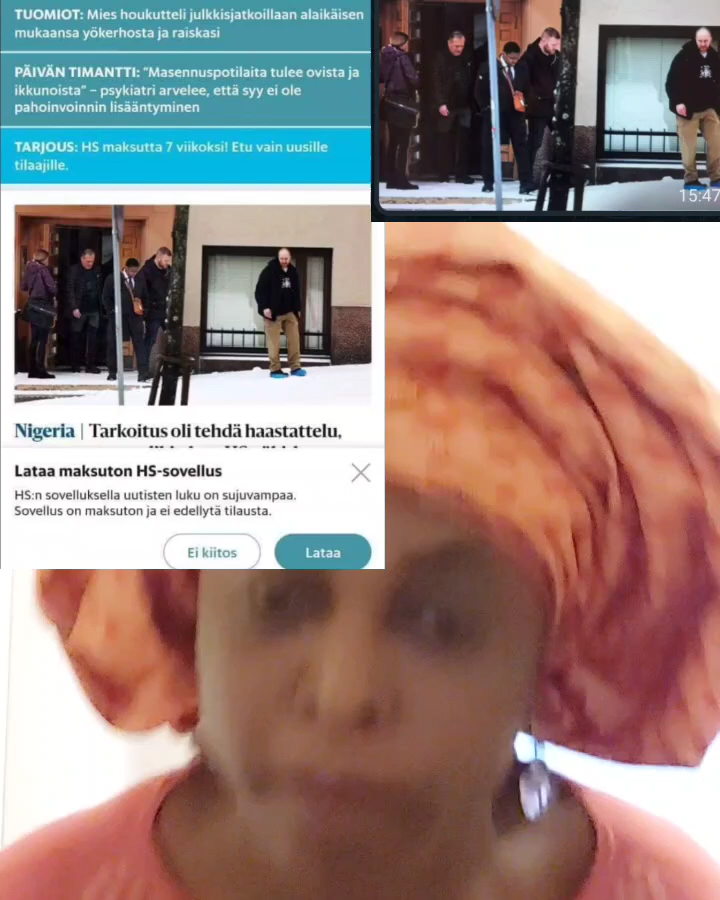 TUOMIOT: Mies houkutteli julkkisjatkoillaan alaikäisen
mukaansa yökerhosta ja raiskasi
PÄIVÄN TIMANTTI: ”Masennuspotilaita tulee ovista ja
ikkunoista” – psykiatri arvelee, että syy ei ole
pahoinvoinnin lisääntyminen
TARJOUS: HS maksutta 7 viikoksi! Etu vain uusille
tilaajille.
15:47
Nigeria | Tarkoitus oli tehdä haastattelu,
Lataa maksuton HS-sovellus
HS:n sovelluksella uutisten luku on sujuvampaa.
Sovellus on maksuton ja ei edellytä tilausta.
Ei kiitos
Lataa